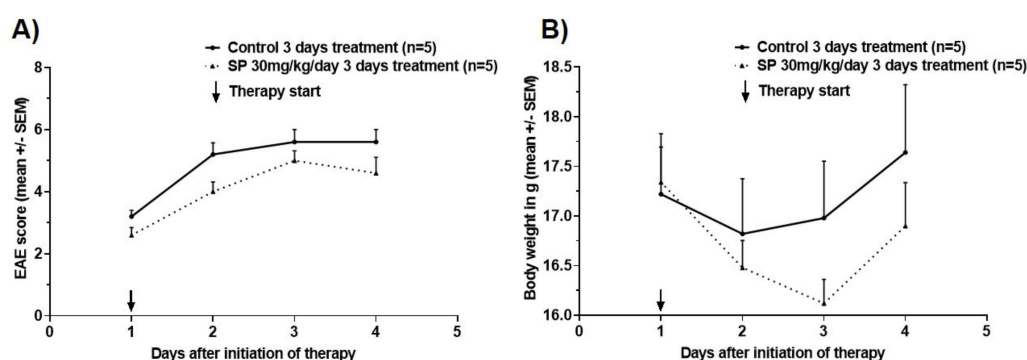 A)
Control 3 days treatment (n=5)
SP 30mg/kg/day 3 days treatment (n=5)
Therapy start
EAE score (mean +/- SEM)
8
6
4
2
0
0 1 2 3 4 5
Days after initiation of therapy
B)
Control 3 days treatment (n=5)
SP 30mg/kg/day 3 days treatment (n=5)
Therapy start
Body weight in g (mean +/- SEM)
18.5
18.0
17.5
17.0
16.5
16.0
0 1 2 3 4 5
Days after initiation of therapy